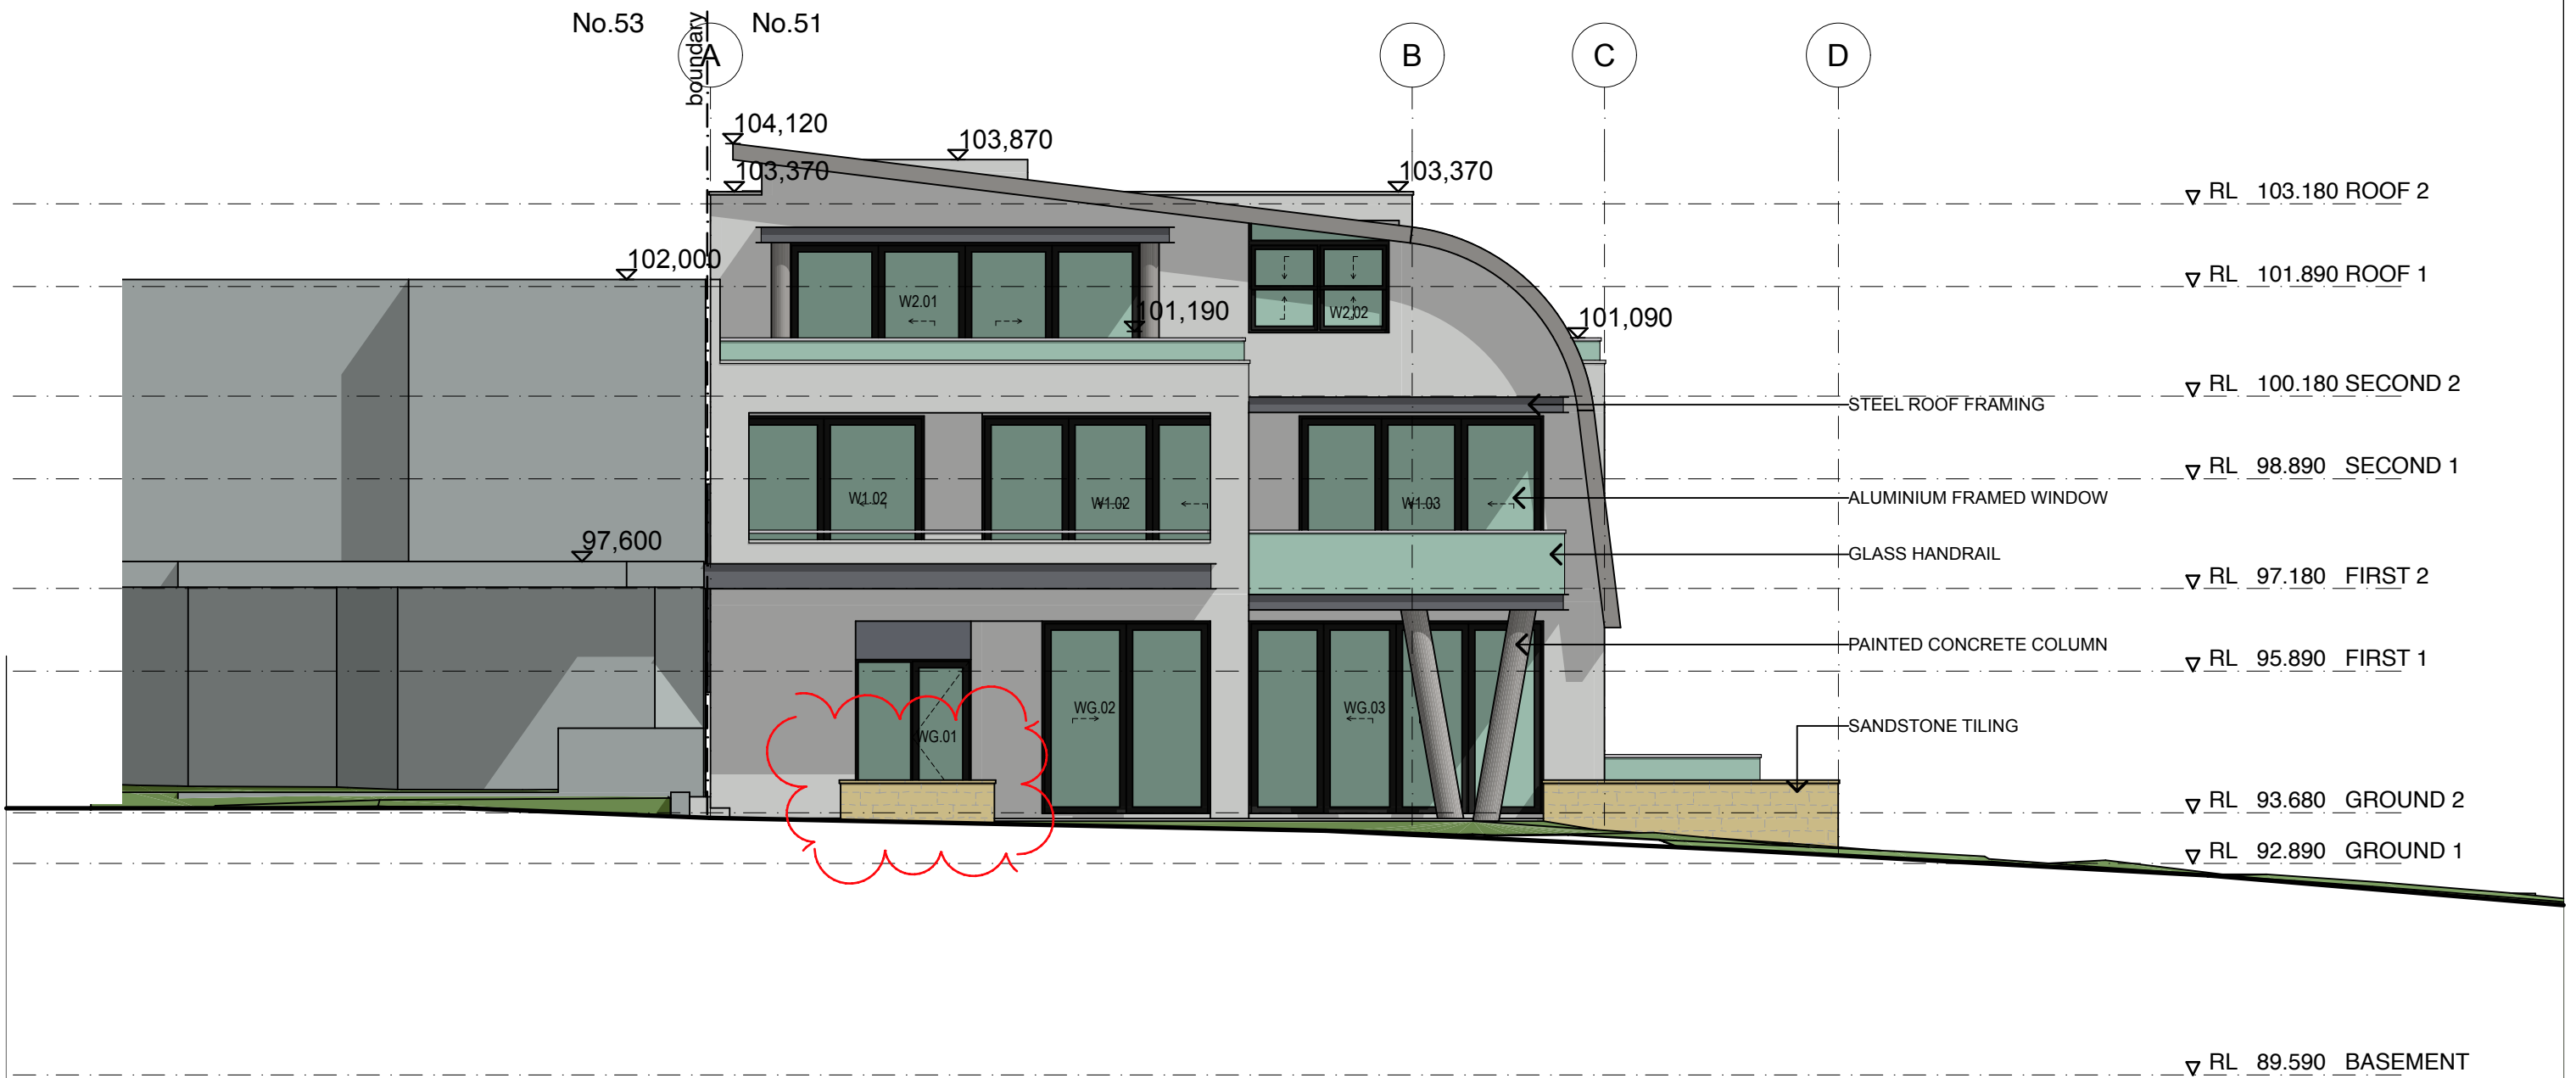 No.53
boundary
No.51
A
B
C
D
104,120
103,870
103,370
103,370
RL 103.180 ROOF 2
102,000
RL 101.890 ROOF 1
W2.01
101,190
W2.02
101,090
RL 100.180 SECOND 2
STEEL ROOF FRAMING
RL 98.890 SECOND 1
W1.02
W1.02
W1.03
ALUMINIUM FRAMED WINDOW
97,600
GLASS HANDRAIL
RL 97.180 FIRST 2
PAINTED CONCRETE COLUMN
RL 95.890 FIRST 1
WG.02
WG.03
WG.01
SANDSTONE TILING
RL 93.680 GROUND 2
RL 92.890 GROUND 1
RL 89.590 BASEMENT